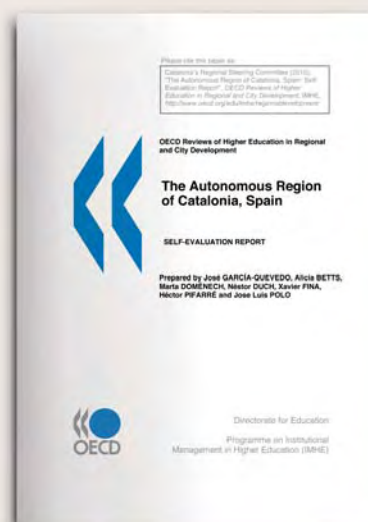 Please cite this paper as:
Catalonia's Regional Steering Committee (2010),
"The Autonomous Region of Catalonia, Spain: Self
Evaluation Report", OECD Reviews of Higher
Education in Regional and City Development, IMHE,
OECD Reviews of Higher Education in Regional
and City Development
The Autonomous Region
of Catalonia, Spain
SELF-EVALUATION REPORT
Prepared by José GARCÍA-QUEVEDO, Alicia BETTS,
Marta DOMÈNECH, Néstor DUCH, Xavier FINA,
Hèctor PIFARRÉ and Jose Luis POLO
OECD
Directorate for Education
Programme on Institutional
Management in Higher Education (IMHE)